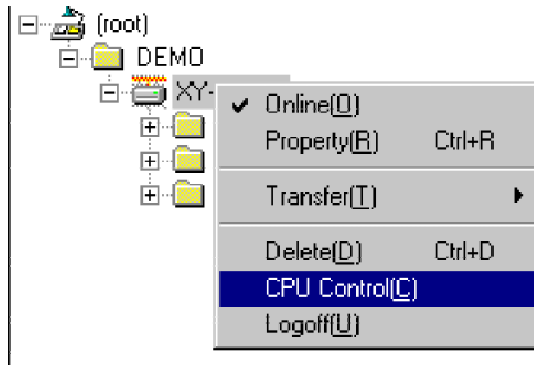 (root)
DEMO
XY-
Online(O)
Property(R) Ctrl+R
Transfer(T)
Delete(D) Ctrl+D
CPU Control(C)
Logoff(U)